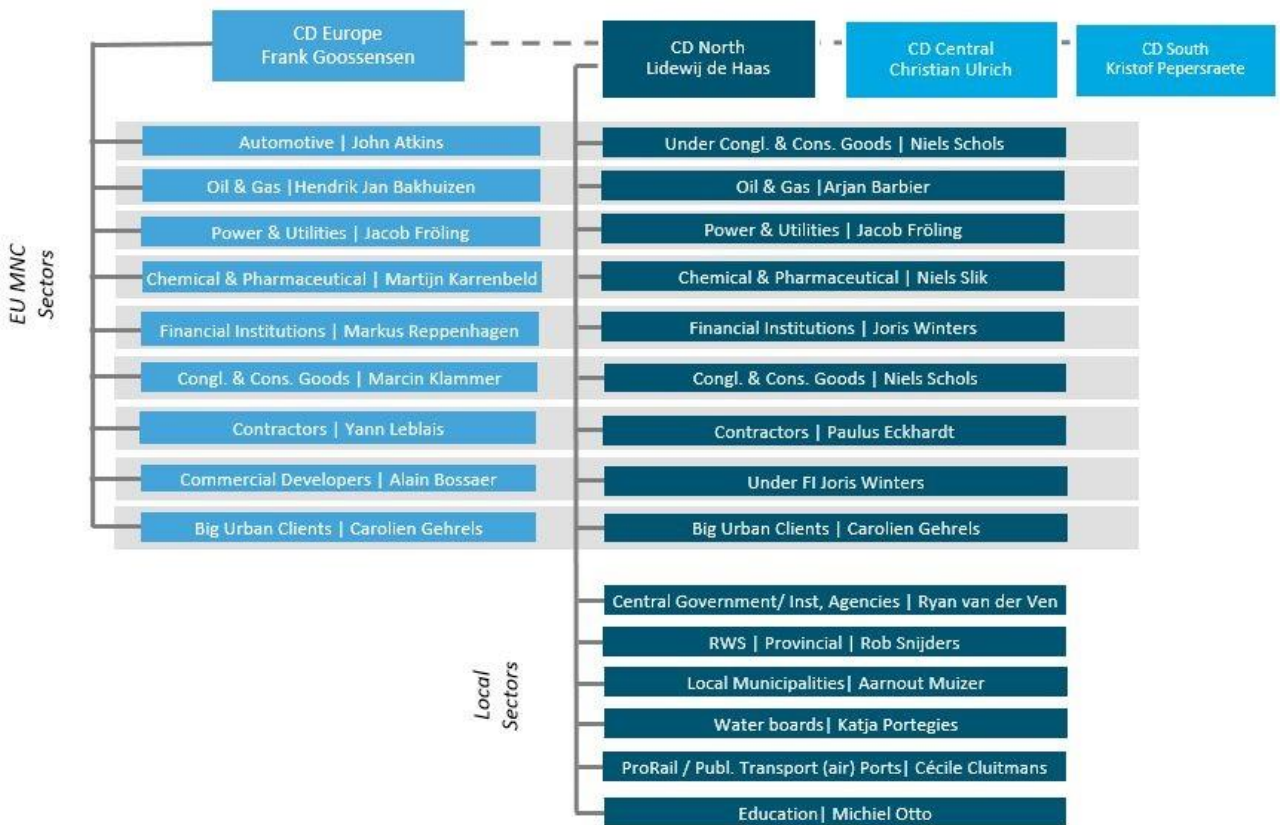 CD Europe
Frank Goossensen
CD North
Lidewij de Haas
CD Central
Christian Ulrich
CD South
Kristof Pepersraete
EU MNC
Sectors
Automotive | John Atkins
Oil & Gas |Hendrik Jan Bakhuizen
Power & Utilities | Jacob Fröling
Chemical & Pharmaceutical | Martijn Karrenbeld
Financial Institutions | Markus Reppenhagen
Congl. & Cons. Goods | Marcin Klammer
Contractors | Yann Leblais
Commercial Developers | Alain Bossaer
Big Urban Clients | Carolien Gehrels
Under Congl. & Cons. Goods | Niels Schols
Oil & Gas |Arjan Barbier
Power & Utilities | Jacob Fröling
Chemical & Pharmaceutical | Niels Slik
Financial Institutions | Joris Winters
Congl. & Cons. Goods | Niels Schols
Contractors | Paulus Eckhardt
Under FI Joris Winters
Big Urban Clients | Carolien Gehrels
Local
Sectors
Central Government/ Inst, Agencies | Ryan van der Ven
RWS | Provincial | Rob Snijders
Local Municipalities| Aarnout Muizer
Water boards| Katja Portegies
ProRail / Publ. Transport (air) Ports| Cécile Cluitmans
Education| Michiel Otto